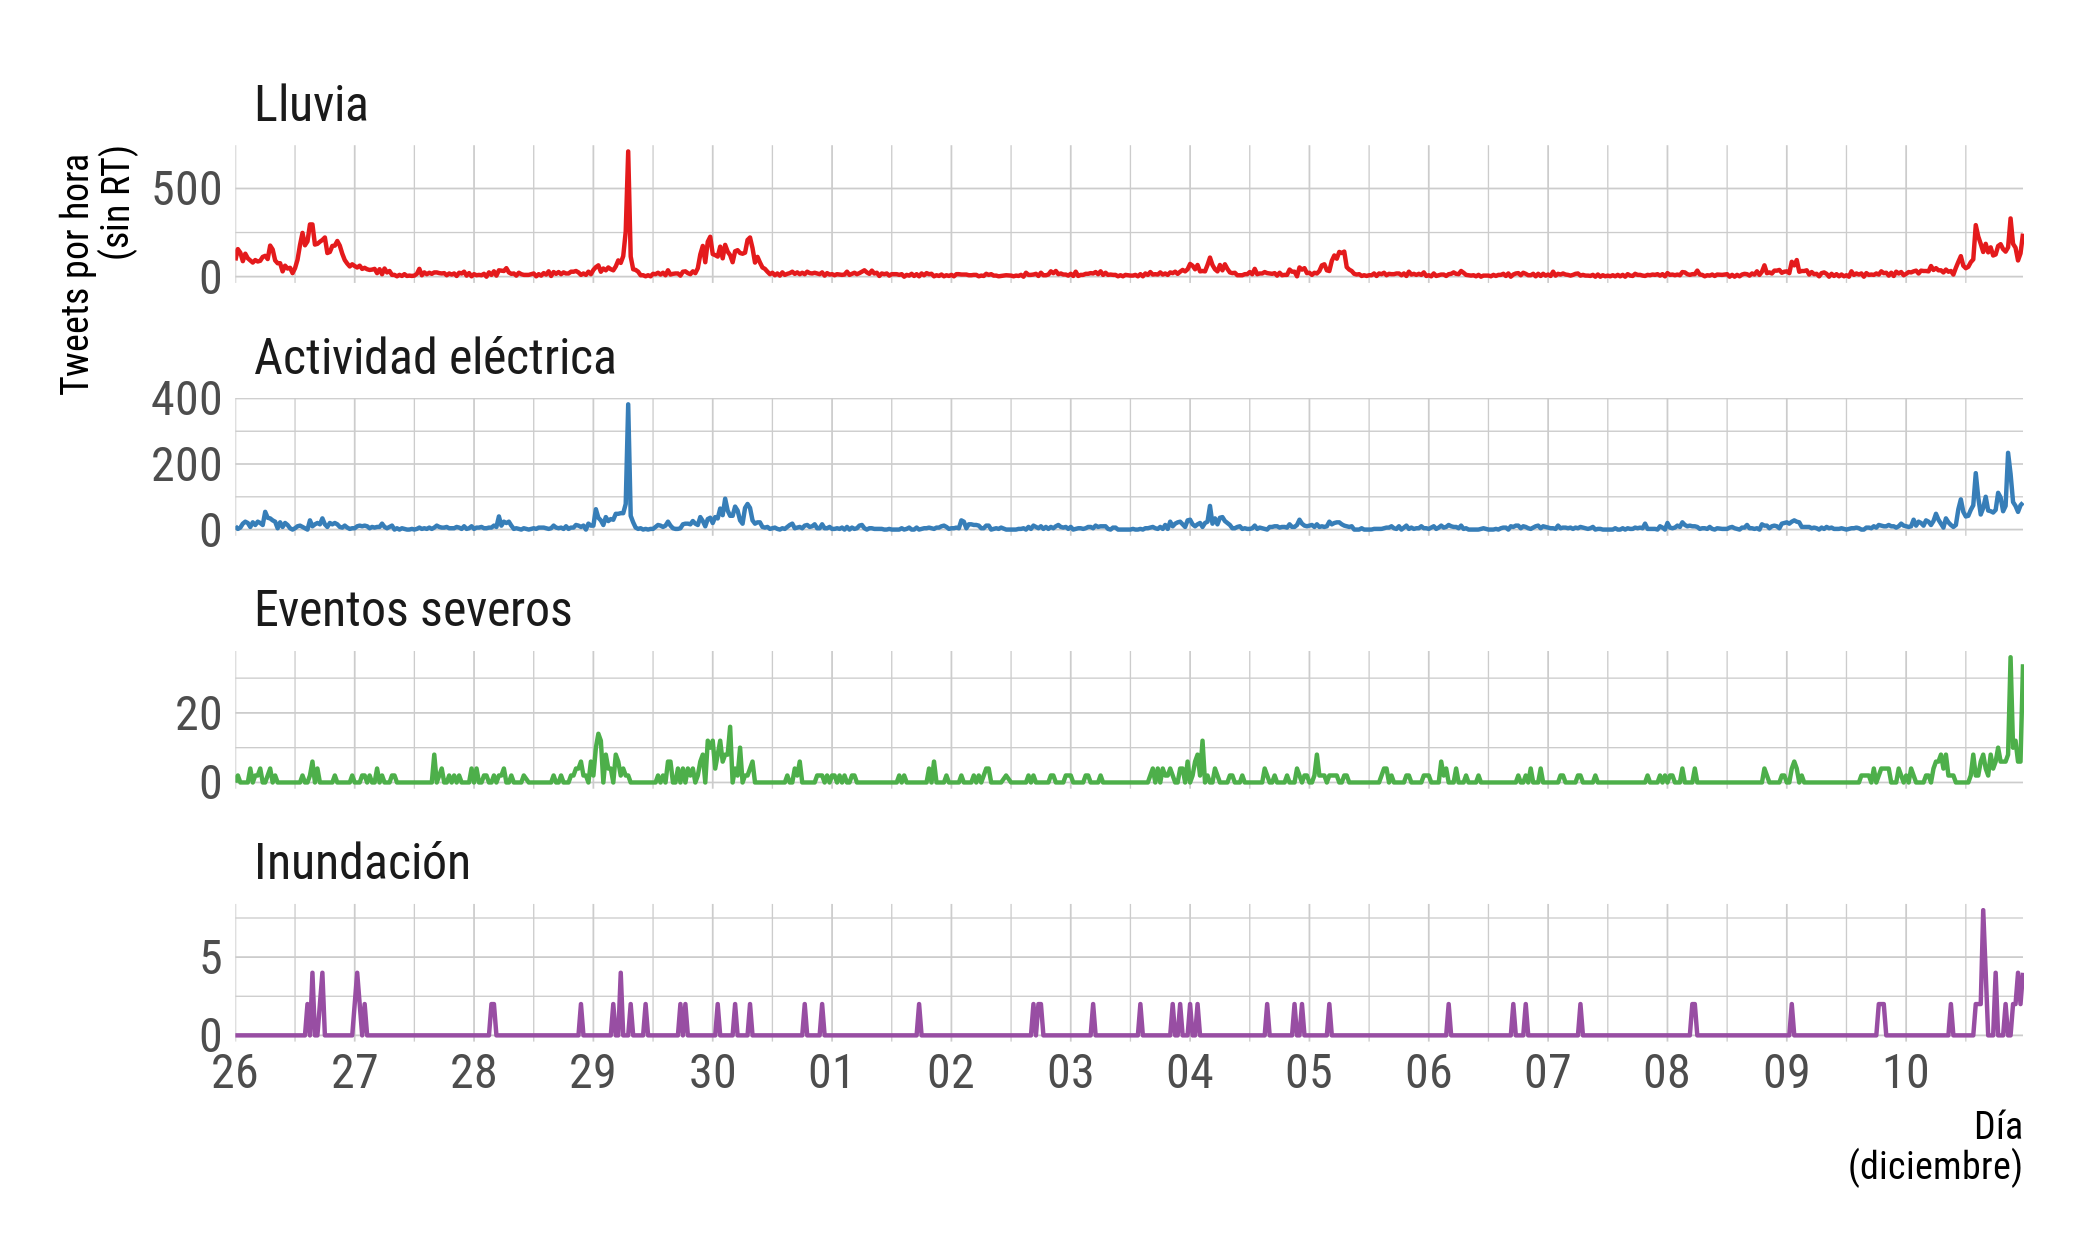 Lluvia
Tweets por hora
(sin RT)
500
0
Actividad eléctrica
400
200
0
Eventos severos
20
0
Inundación
5
0
26 27 28 29 30 01 02 03 04 05 06 07 08 09 10
Día
(diciembre)